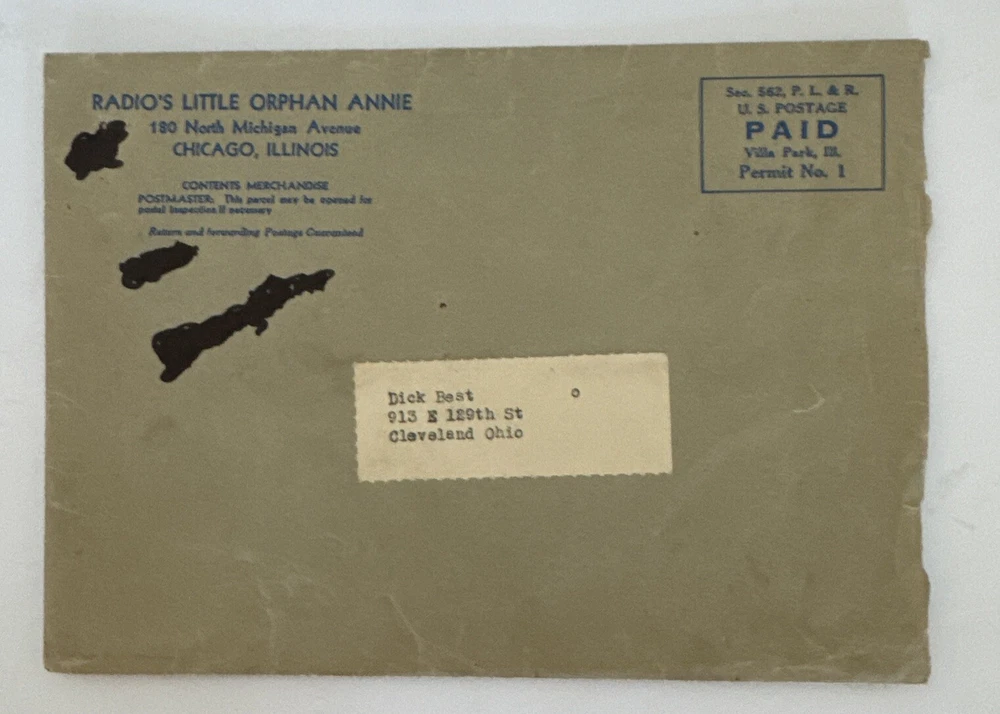 RADIO'S LITTLE ORPHAN ANNIE
180 North Michigan Avenue
CHICAGO, ILLINOIS
CONTENTS MERCHANDISE
POSTMASTER: This parcel may be opened for
postal inspection if necessary
Return and forwarding Postage Guaranteed
Sec. 562, P. L. & R.
U. S. POSTAGE
PAID
Villa Park, Ill.
Permit No. 1
Dick Best o
913 E 129th St
Cleveland Ohio